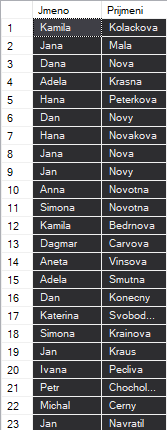 Jmeno Prijmeni
1 Kamila Kolackova
2 Jana Mala
3 Dana Nova
4 Adela Krasna
5 Hana Peterkova
6 Dan Novy
7 Hana Novakova
8 Jana Nova
9 Jan Novy
10 Anna Novotna
11 Simona Novotna
12 Kamila Bedrnova
13 Dagmar Carvova
14 Aneta Vinsova
15 Adela Smutna
16 Dan Konecny
17 Katerina Svobod...
18 Simona Krainova
19 Jan Kraus
20 Ivana Pecliva
21 Petr Chochol...
22 Michal Cerny
23 Jan Navratil